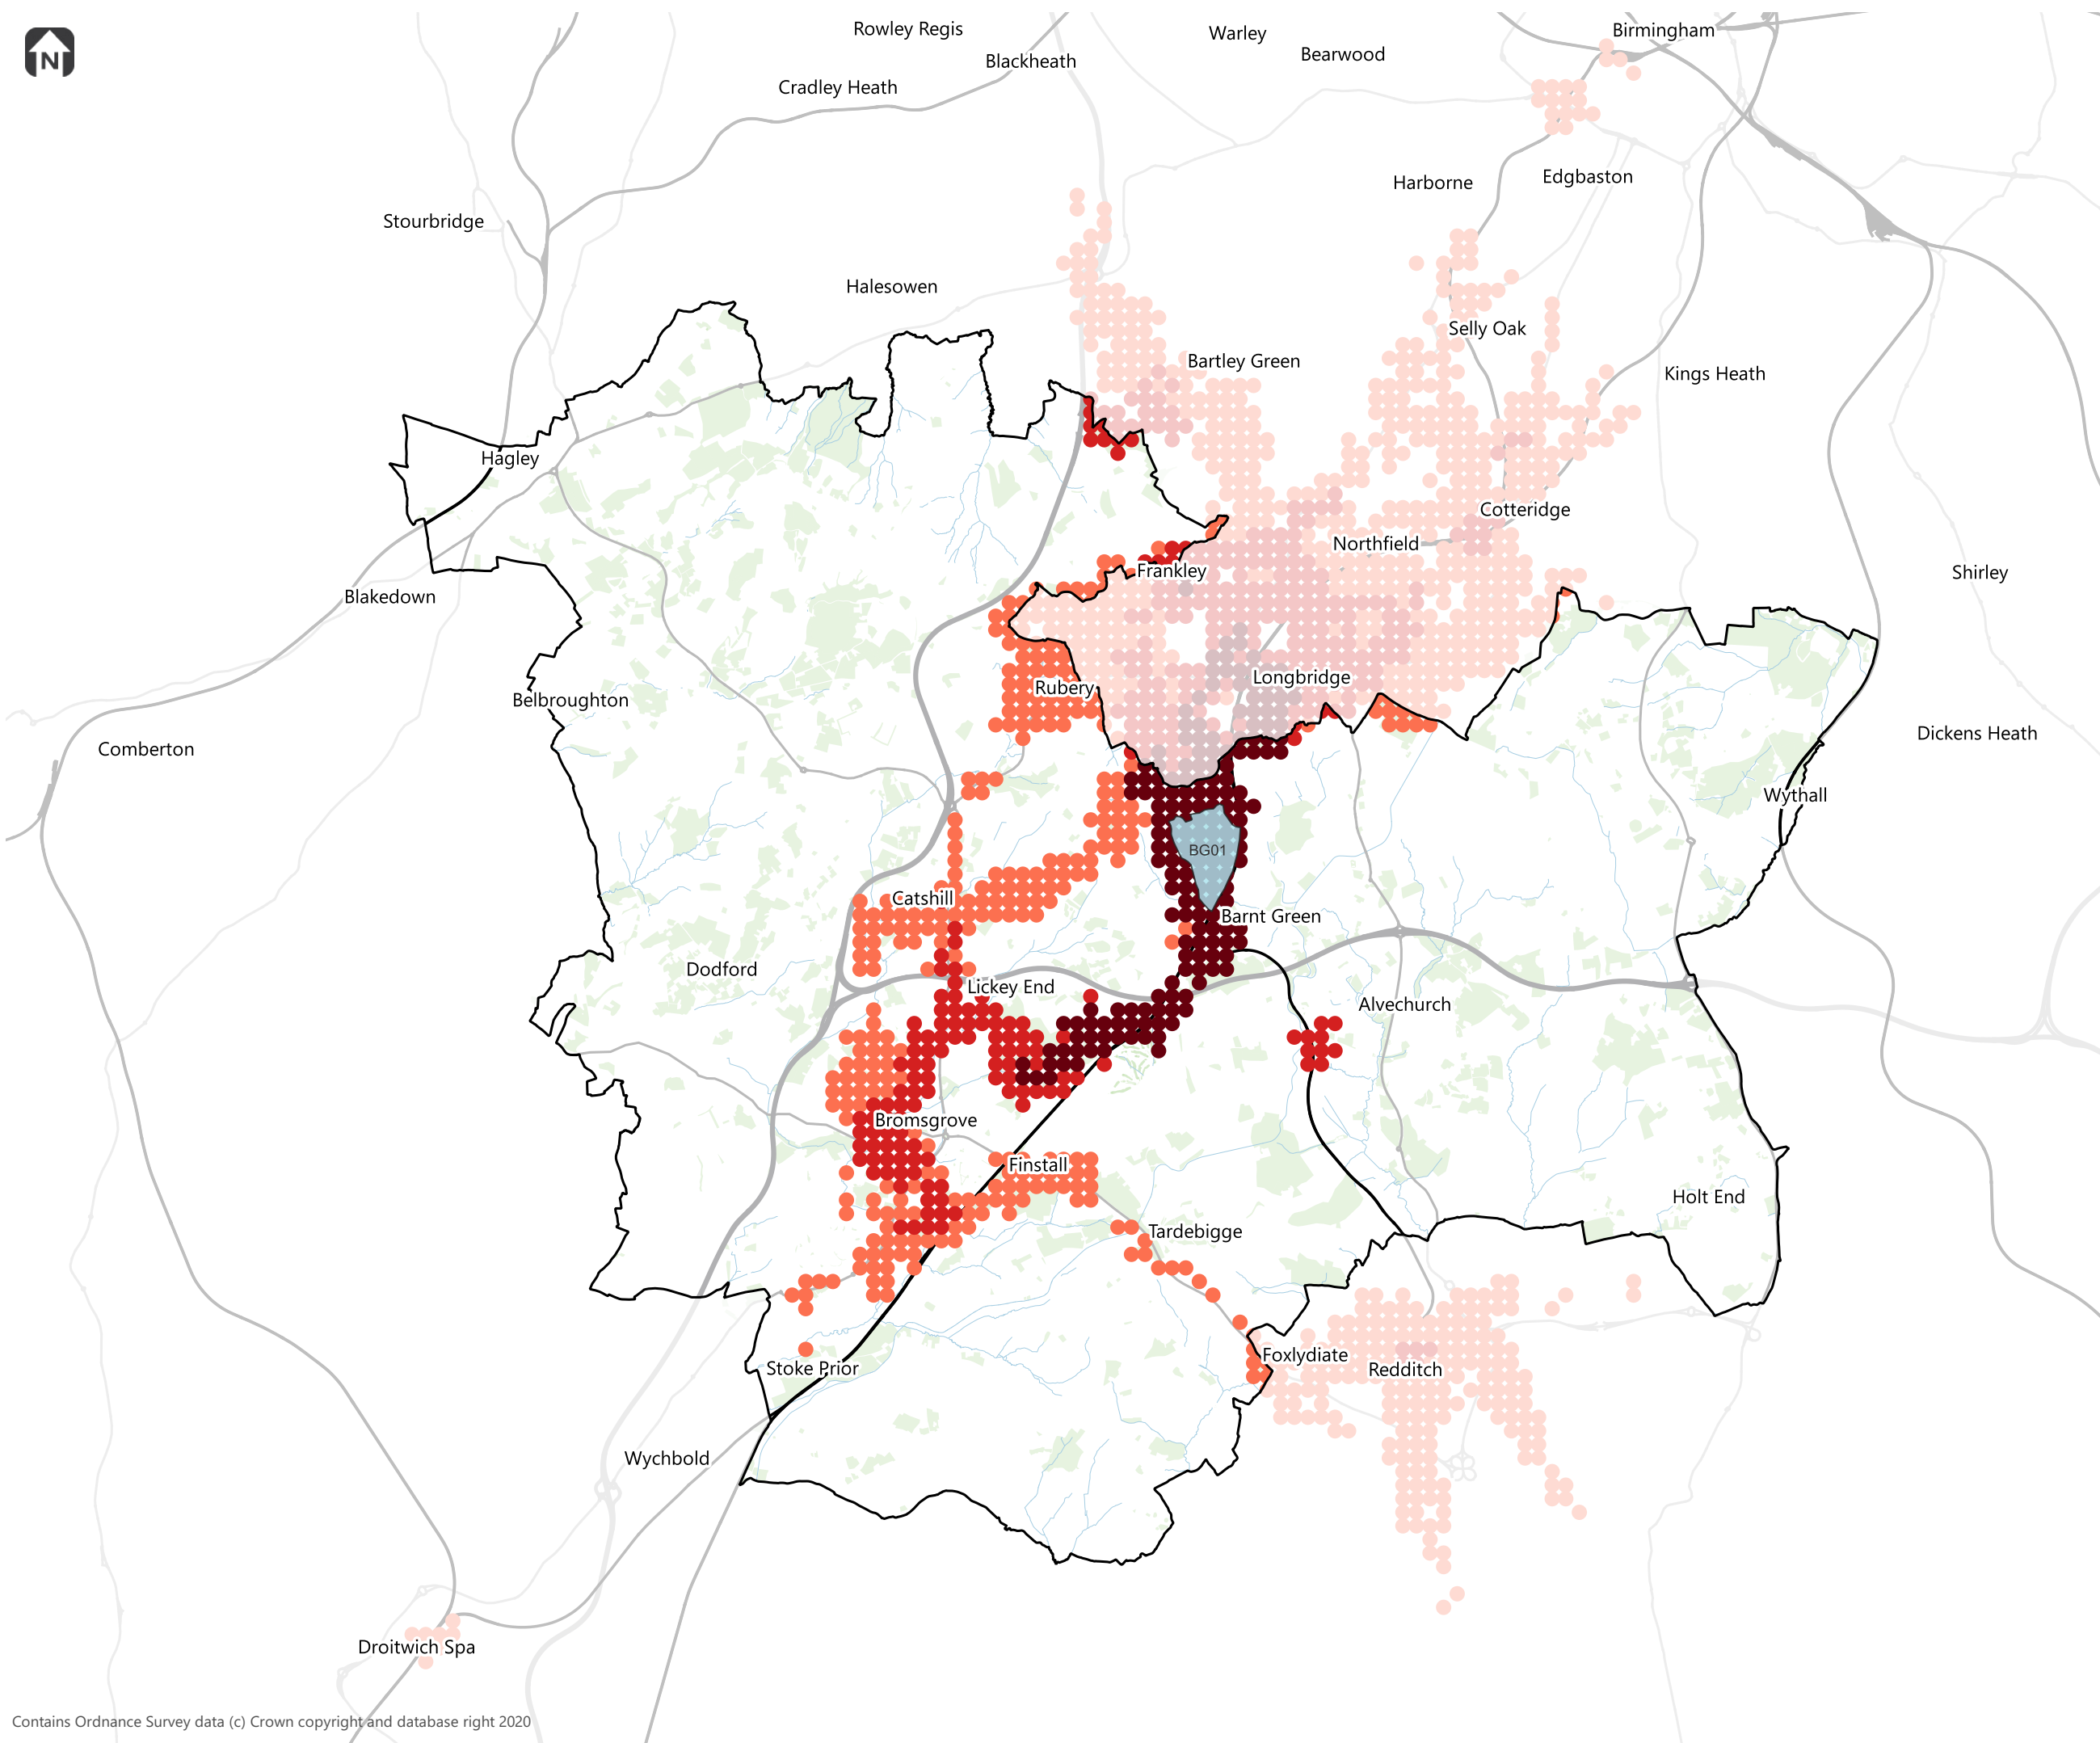 Rowley Regis
Warley
Birmingham
Blackheath
Bearwood
Cradley Heath
N
Harborne
Edgbaston
Stourbridge
Halesowen
Selly Oak
Bartley Green
Kings Heath
Hagley
Cotteridge
Northfield
Frankley
Shirley
Blakedown
Longbridge
Rubery
Belbroughton
Dickens Heath
Comberton
Wythall
BG01
Catshill
Barnt Green
Dodford
Lickey End
Alvechurch
Bromsgrove
Finstall
Holt End
Tardebigge
Foxlydiate
Stoke Prior
Redditch
Wychbold
Droitwich Spa
Contains Ordnance Survey data (c) Crown copyright and database right 2020